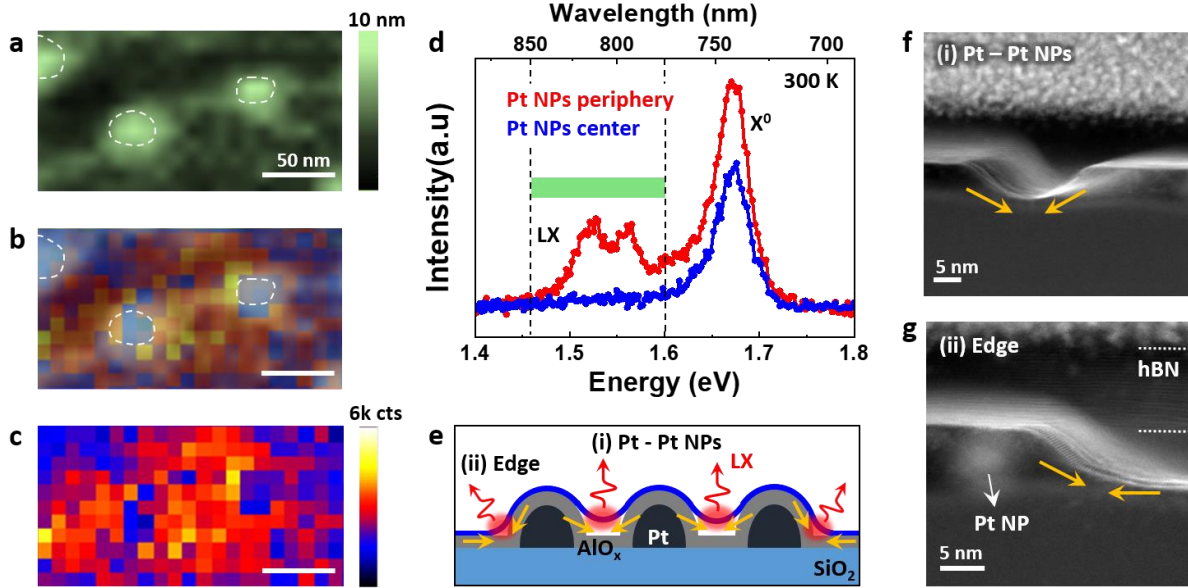 a
10 nm
50 nm
b
c
6k cts
d
Wavelength (nm)
850 800 750 700
300 K
Pt NPs periphery
Pt NPs center
X⁰
LX
Intensity(a.u)
1.4 1.5 1.6 1.7 1.8
Energy (eV)
e
(i) Pt - Pt NPs
(ii) Edge
LX
AlOₓ
Pt
SiO₂
f
(i) Pt – Pt NPs
5 nm
g
(ii) Edge
hBN
Pt NP
5 nm